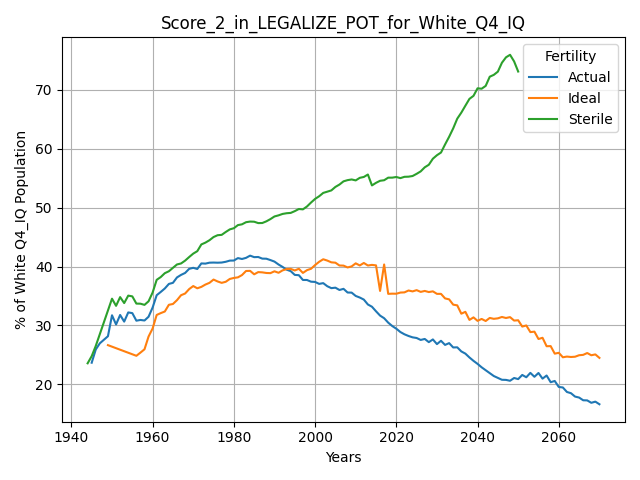 Score_2_in_LEGALIZE_POT_for_White_Q4_IQ
% of White Q4_IQ Population
70
60
50
40
30
20
Fertility
Actual
Ideal
Sterile
1940 1960 1980 2000 2020 2040 2060
Years